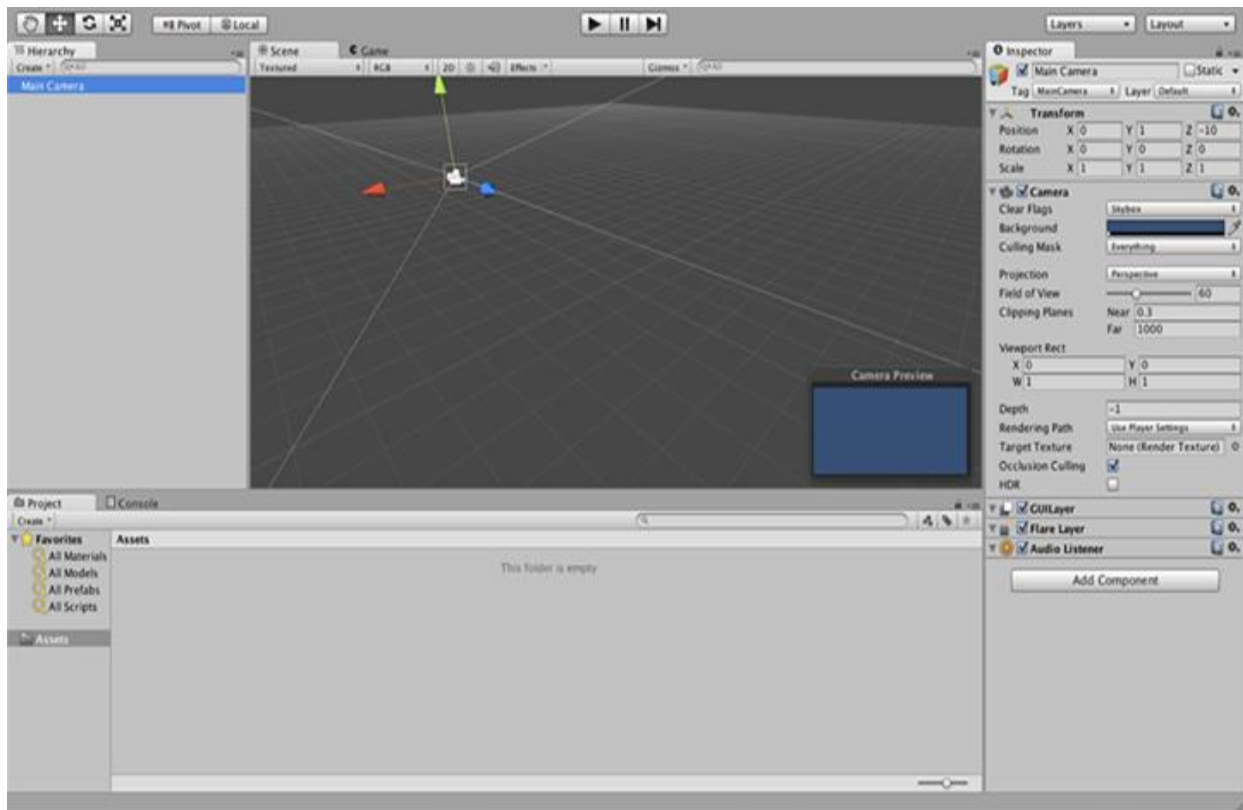 Pivot Local
Layers Layout
Hierarchy
Create
Main Camera
Scene Game
Textured RGB 2D Effects Gizmos
Camera Preview
Inspector
Main Camera Static
Tag MainCamera Layer Default
Transform
Position X 0 Y 1 Z -10
Rotation X 0 Y 0 Z 0
Scale X 1 Y 1 Z 1
Camera
Clear Flags Skybox
Background
Culling Mask Everything
Projection Perspective
Field of View 60
Clipping Planes Near 0.3
Far 1000
Viewport Rect
X 0 Y 0
W 1 H 1
Depth -1
Rendering Path Use Player Settings
Target Texture None (Render Texture)
Occlusion Culling
HDR
GUILayer
Flare Layer
Audio Listener
Add Component
Project Console
Create
Favorites
All Materials
All Models
All Prefabs
All Scripts
Assets
Assets
This folder is empty